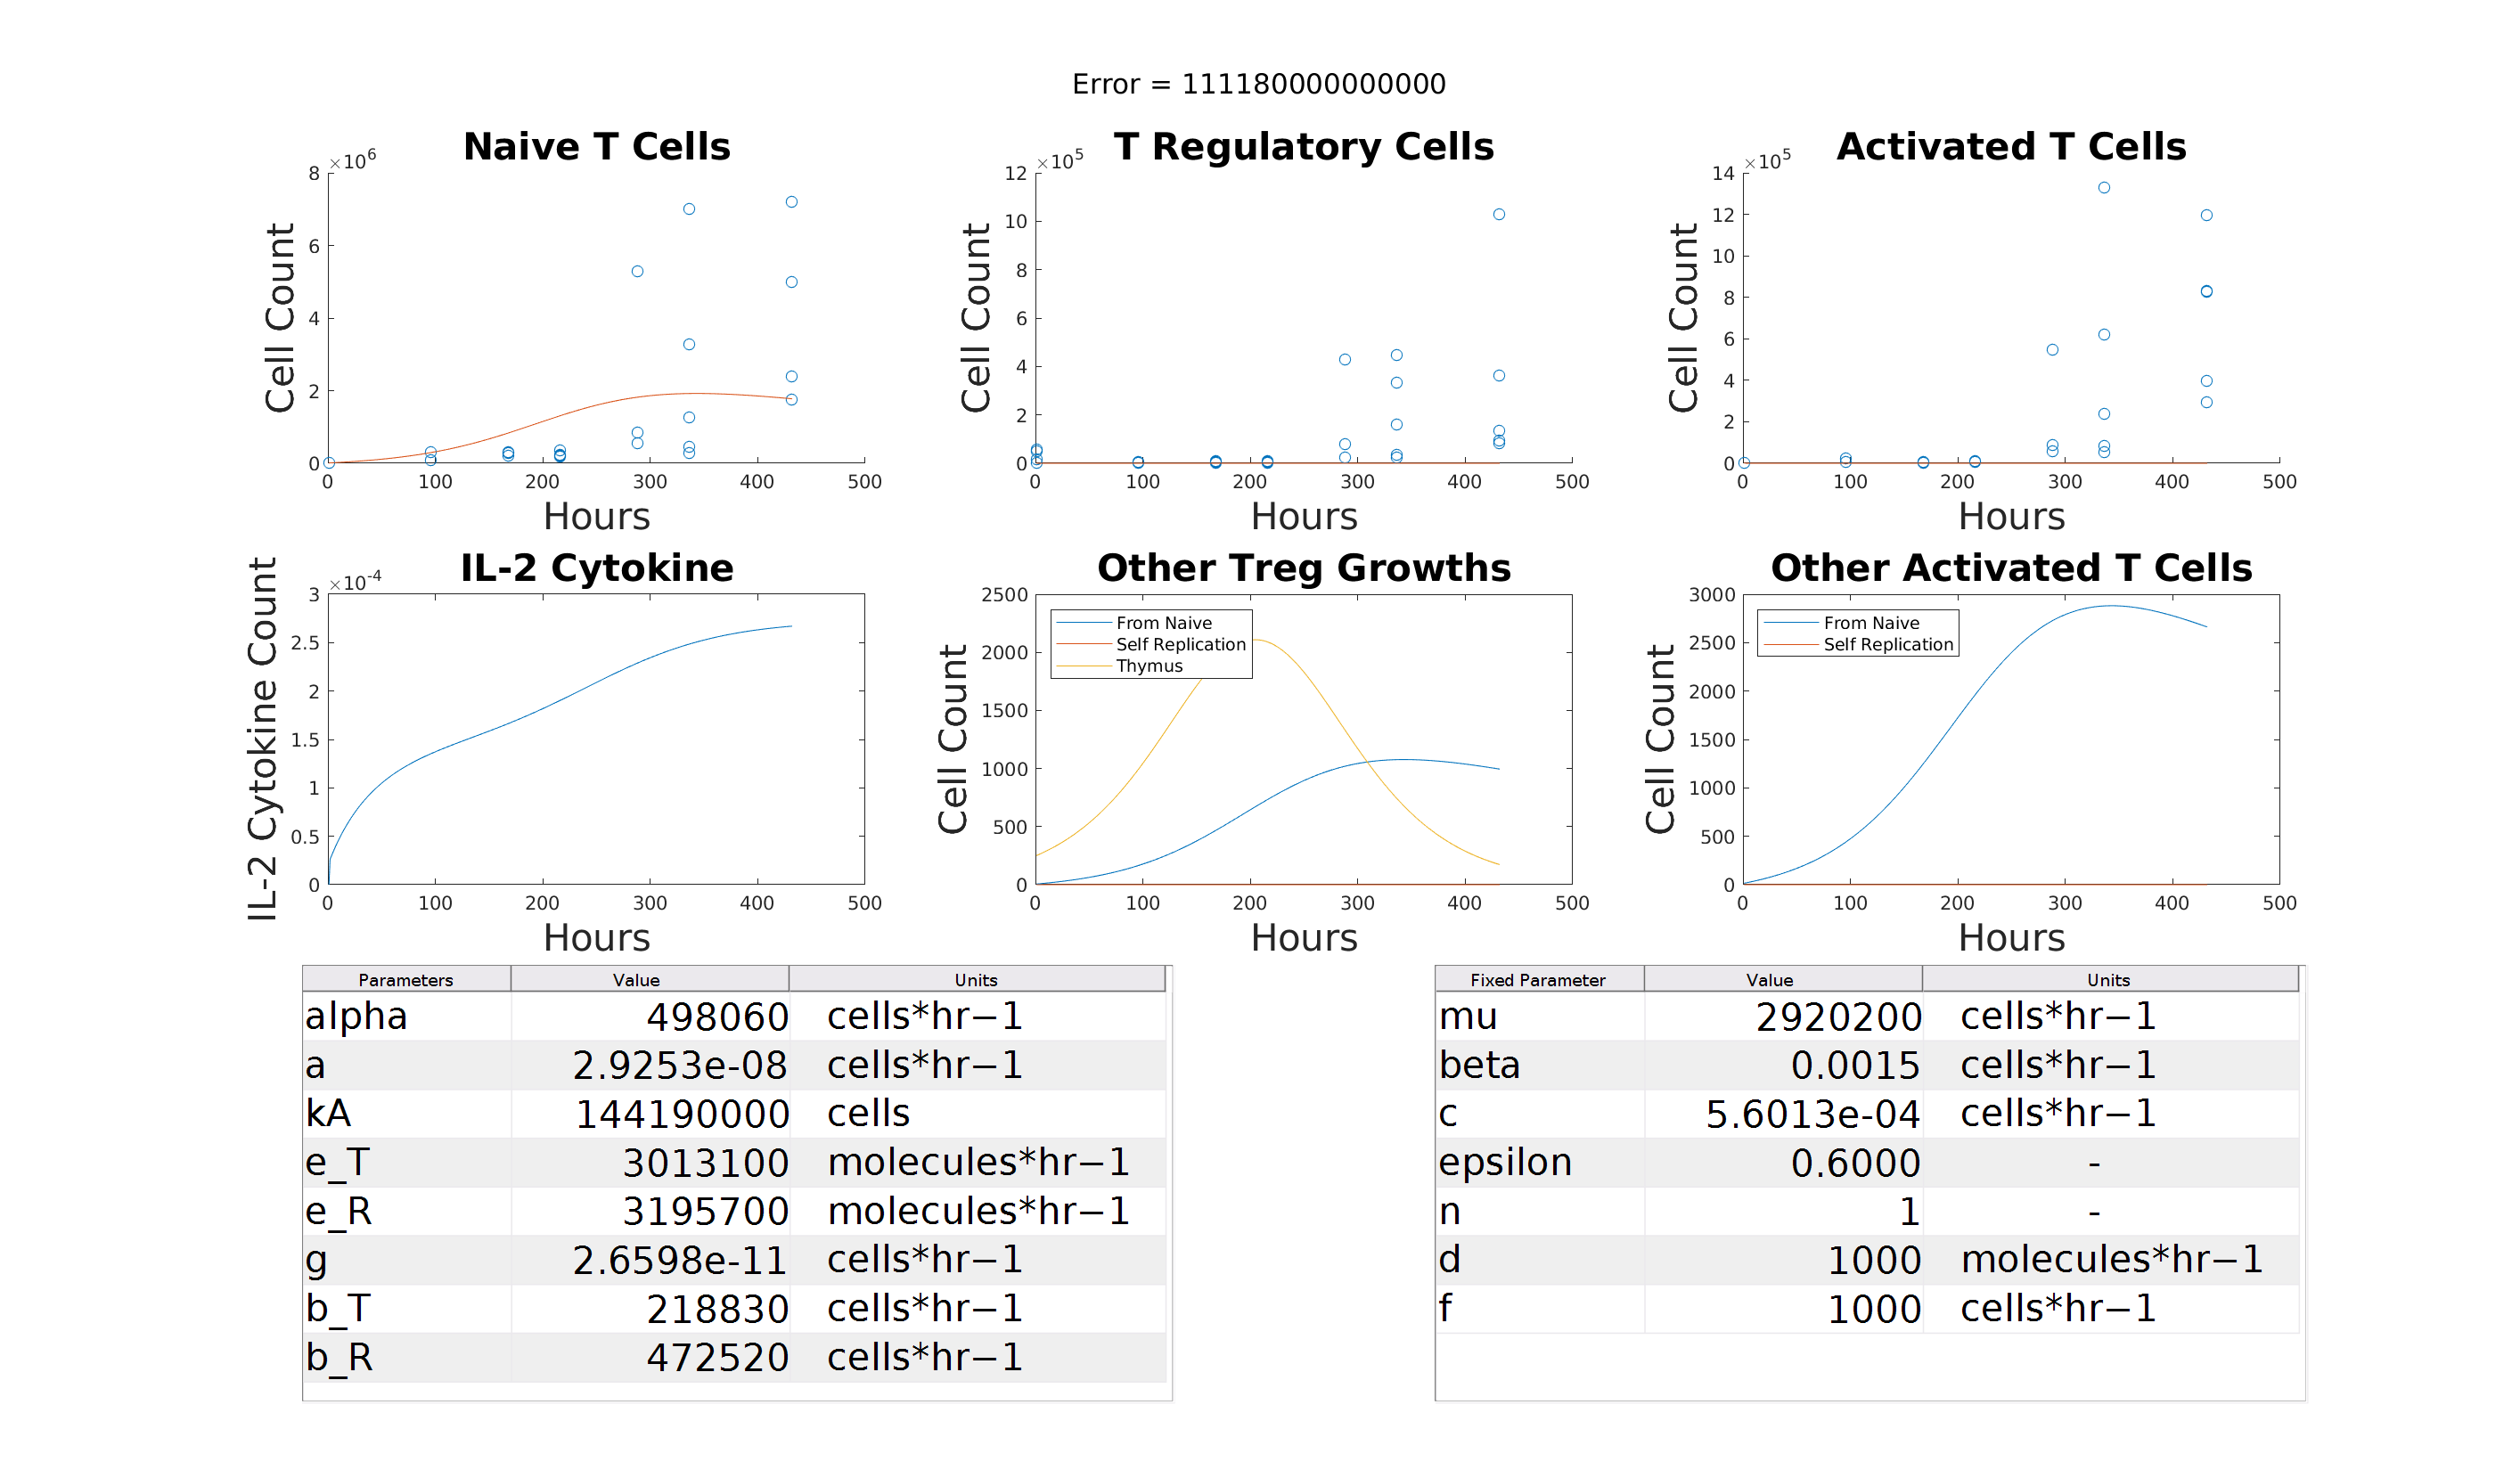 Error = 111180000000000
Naive T Cells
×10^6
8
6
4
2
0
0 100 200 300 400 500
Cell Count
Hours
T Regulatory Cells
×10^5
12
10
8
6
4
2
0
0 100 200 300 400 500
Cell Count
Hours
Activated T Cells
×10^5
14
12
10
8
6
4
2
0
0 100 200 300 400 500
Cell Count
Hours
IL-2 Cytokine
×10^-4
3
2.5
2
1.5
1
0.5
0
0 100 200 300 400 500
IL-2 Cytokine Count
Hours
Other Treg Growths
2500
2000
1500
1000
500
0
0 100 200 300 400 500
From Naive
Self Replication
Thymus
Cell Count
Hours
Other Activated T Cells
3000
2500
2000
1500
1000
500
0
0 100 200 300 400 500
From Naive
Self Replication
Cell Count
Hours
Parameters Value Units
alpha 498060 cells*hr−1
a 2.9253e-08 cells*hr−1
kA 144190000 cells
e_T 3013100 molecules*hr−1
e_R 3195700 molecules*hr−1
g 2.6598e-11 cells*hr−1
b_T 218830 cells*hr−1
b_R 472520 cells*hr−1
Fixed Parameter Value Units
mu 2920200 cells*hr−1
beta 0.0015 cells*hr−1
c 5.6013e-04 cells*hr−1
epsilon 0.6000 -
n 1 -
d 1000 molecules*hr−1
f 1000 cells*hr−1